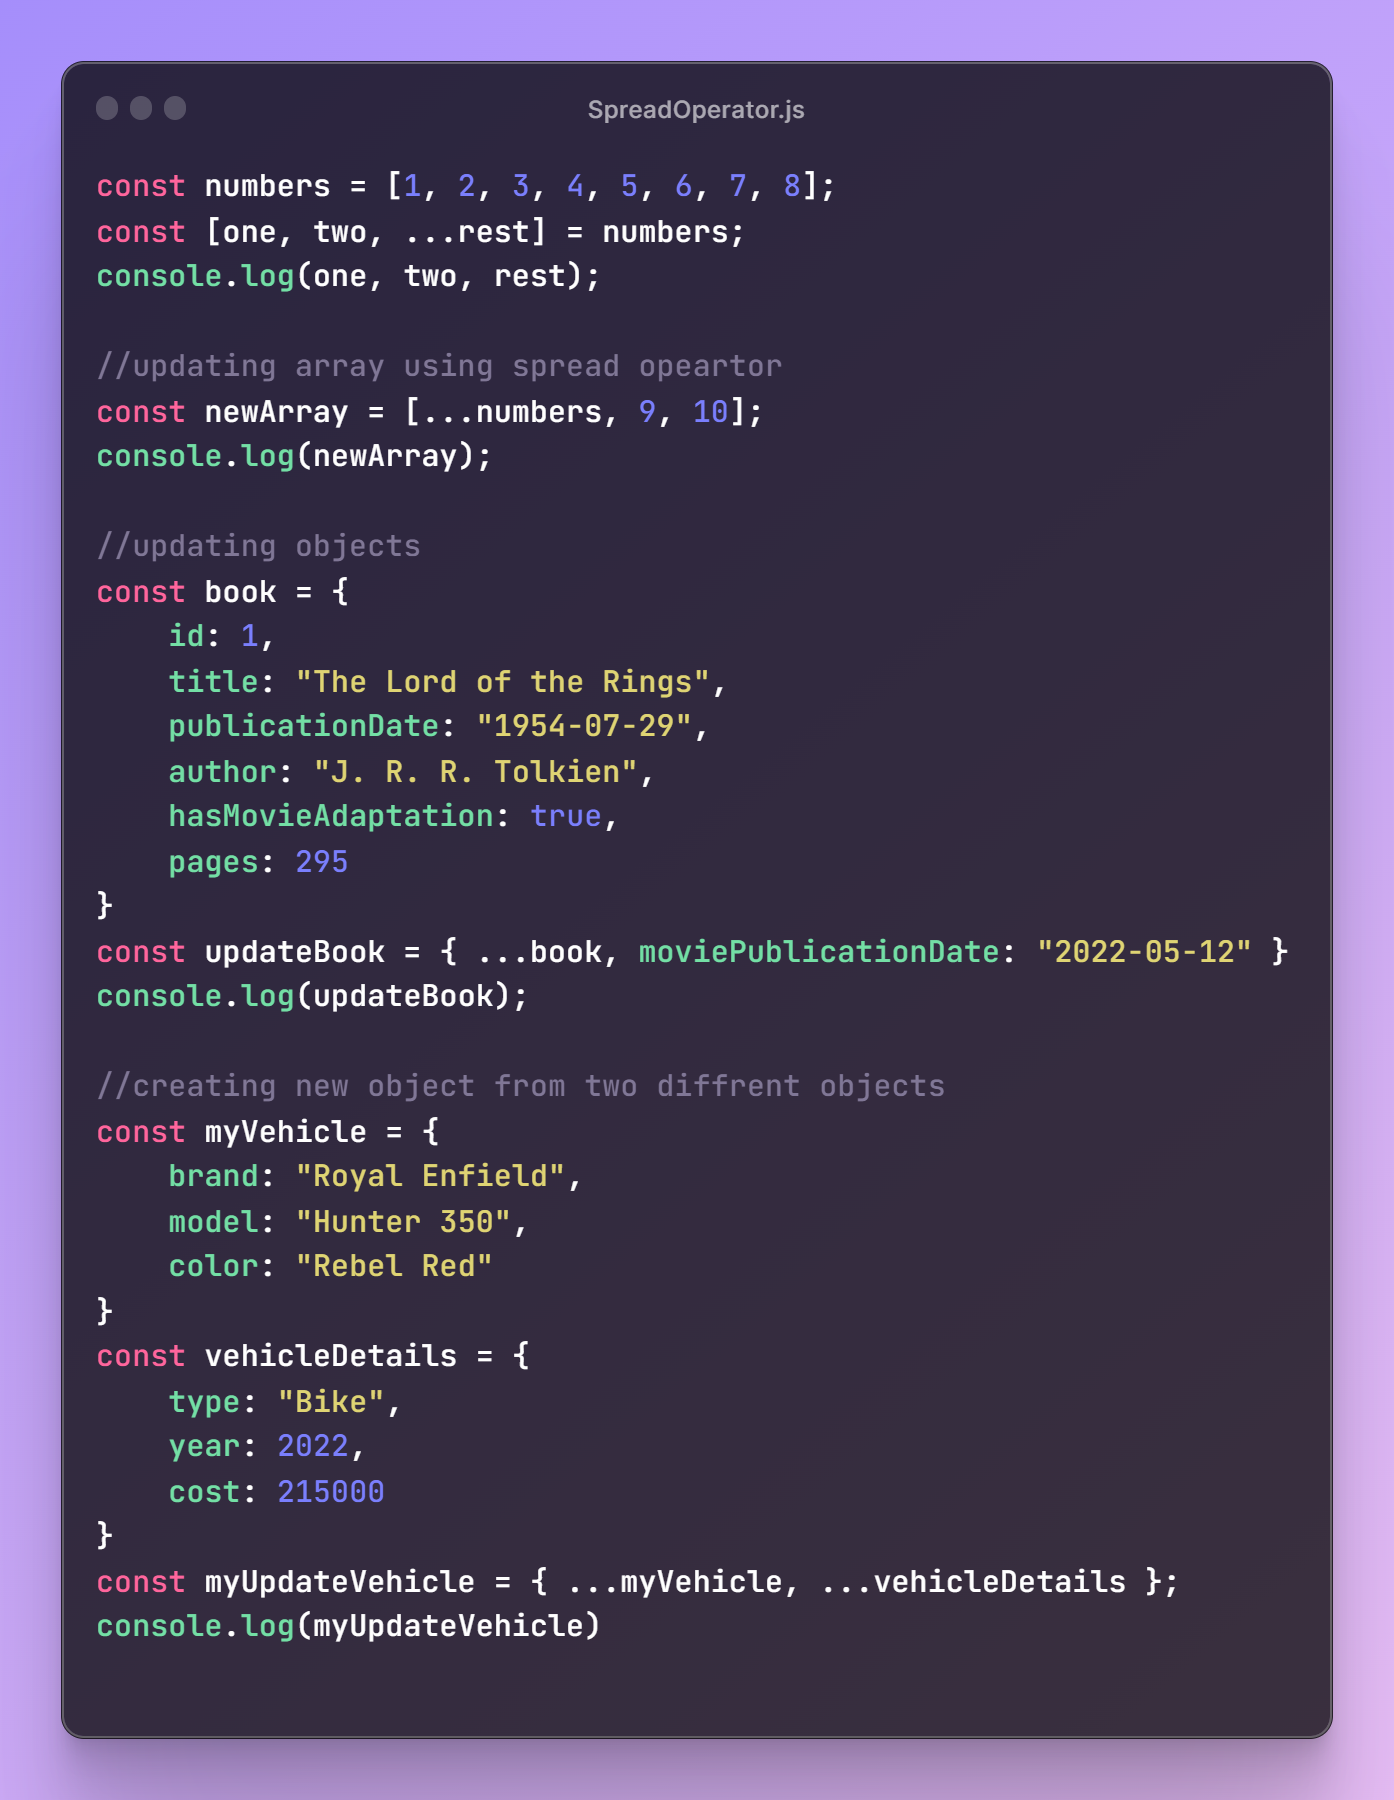 SpreadOperator.js
const numbers = [1, 2, 3, 4, 5, 6, 7, 8];
const [one, two, ...rest] = numbers;
console.log(one, two, rest);

//updating array using spread opeartor
const newArray = [...numbers, 9, 10];
console.log(newArray);

//updating objects
const book = {
    id: 1,
    title: "The Lord of the Rings",
    publicationDate: "1954-07-29",
    author: "J. R. R. Tolkien",
    hasMovieAdaptation: true,
    pages: 295
}
const updateBook = { ...book, moviePublicationDate: "2022-05-12" }
console.log(updateBook);

//creating new object from two diffrent objects
const myVehicle = {
    brand: "Royal Enfield",
    model: "Hunter 350",
    color: "Rebel Red"
}
const vehicleDetails = {
    type: "Bike",
    year: 2022,
    cost: 215000
}
const myUpdateVehicle = { ...myVehicle, ...vehicleDetails };
console.log(myUpdateVehicle)